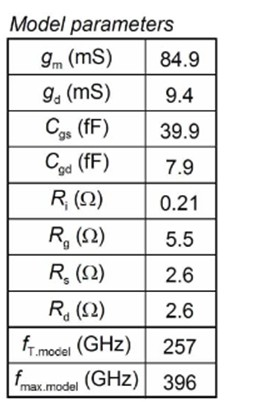 Model parameters
gm (mS) 84.9
gd (mS) 9.4
Cgs (fF) 39.9
Cgd (fF) 7.9
Ri (Ω) 0.21
Rg (Ω) 5.5
Rs (Ω) 2.6
Rd (Ω) 2.6
fT.model (GHz) 257
fmax.model (GHz) 396